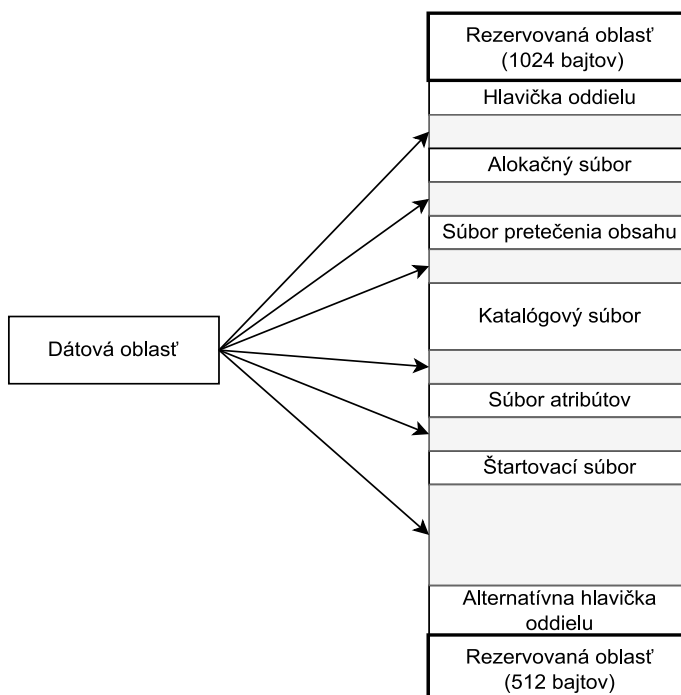 Rezervovaná oblasť
(1024 bajtov)
Hlavička oddielu
Alokačný súbor
Súbor pretečenia obsahu
Katalógový súbor
Dátová oblasť
Súbor atribútov
Štartovací súbor
Alternatívna hlavička
oddielu
Rezervovaná oblasť
(512 bajtov)